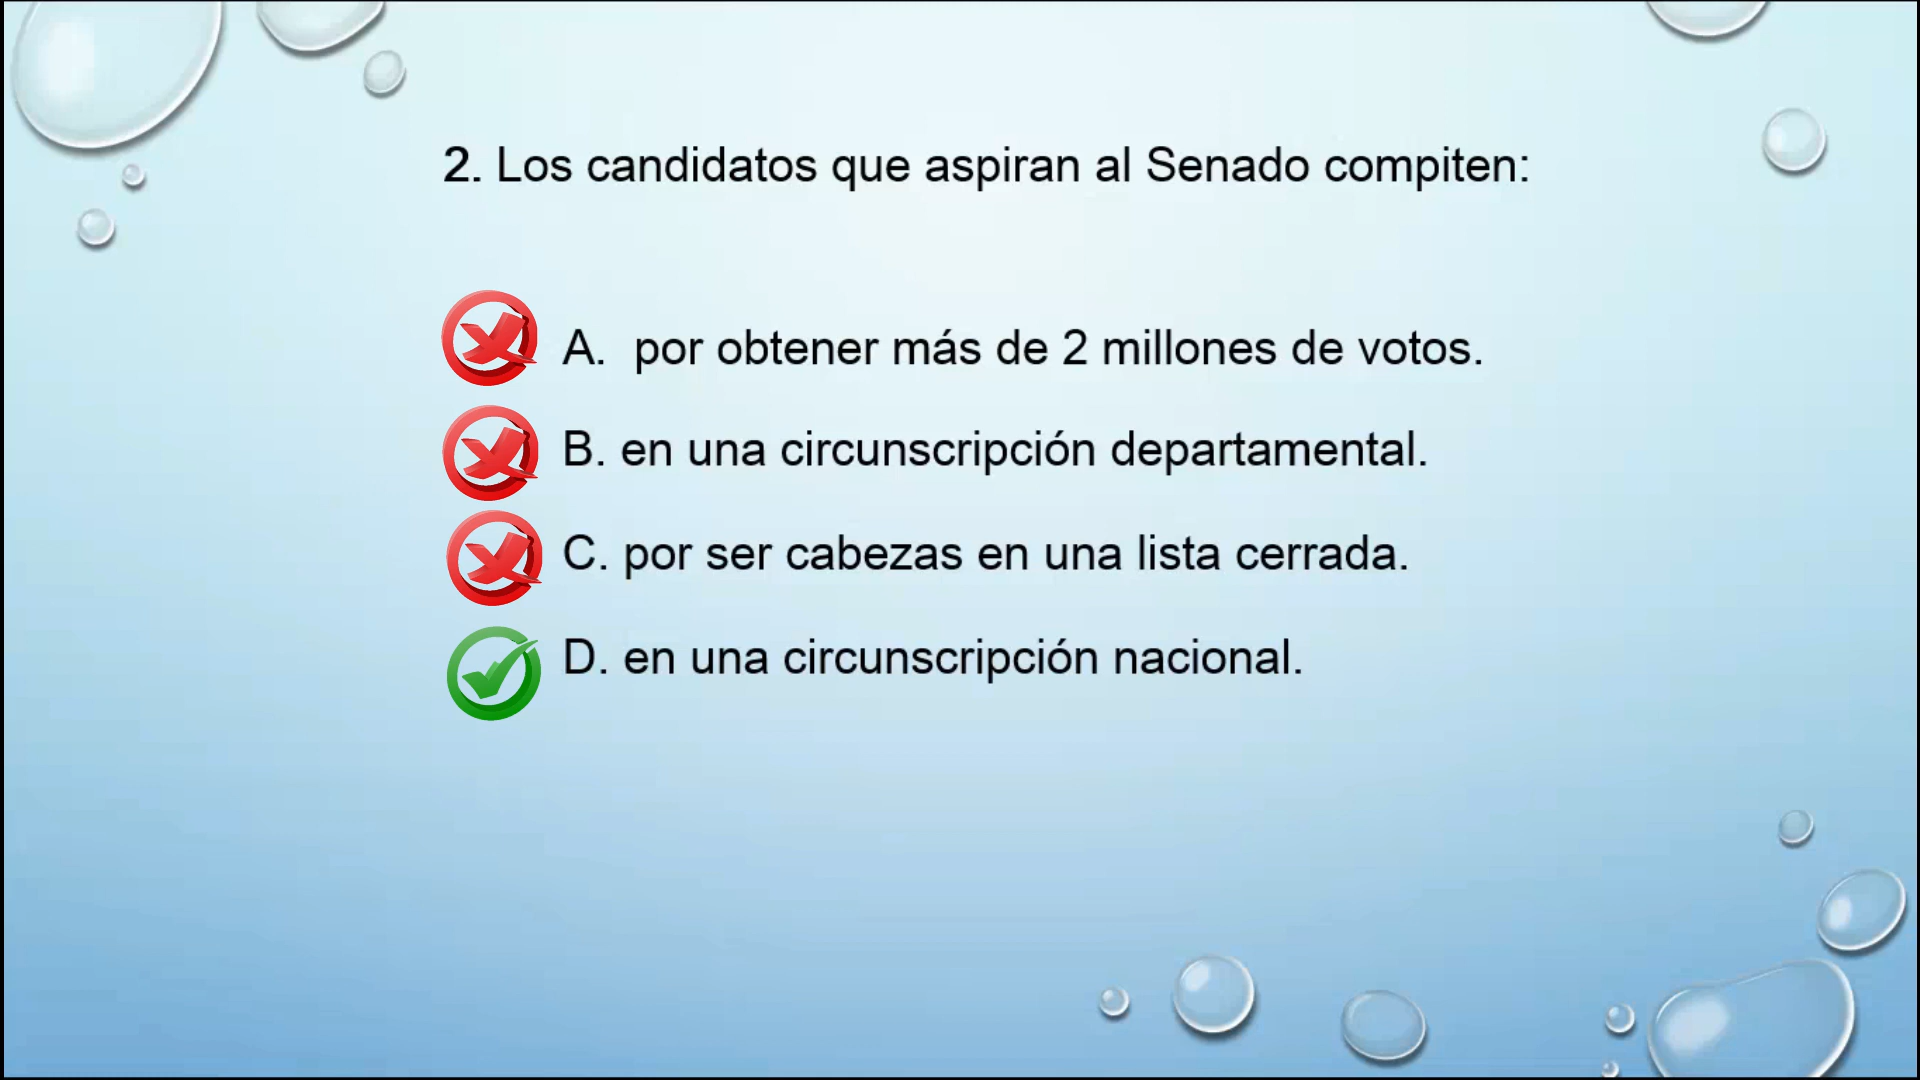 2. Los candidatos que aspiran al Senado compiten:
A. por obtener más de 2 millones de votos.
B. en una circunscripción departamental.
C. por ser cabezas en una lista cerrada.
D. en una circunscripción nacional.